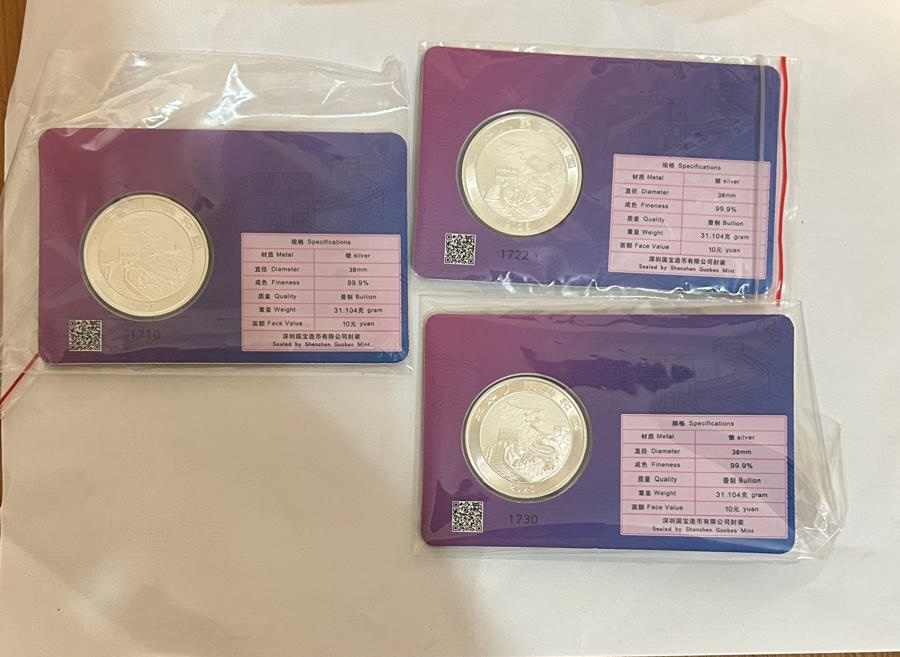 规格 Specifications
材质 Metal 银 silver
直径 Diameter 38mm
成色 Fineness 99.9%
质量 Quality 普制 Bullion
重量 Weight 31.104克 gram
面额 Face Value 10元 yuan
深圳国宝造币有限公司封装
Sealed by Shenzhen Guobao Mint
1710
规格 Specifications
材质 Metal 银 silver
直径 Diameter 38mm
成色 Fineness 99.9%
质量 Quality 普制 Bullion
重量 Weight 31.104克 gram
面额 Face Value 10元 yuan
深圳国宝造币有限公司封装
Sealed by Shenzhen Guobao Mint
1722
规格 Specifications
材质 Metal 银 silver
直径 Diameter 38mm
成色 Fineness 99.9%
质量 Quality 普制 Bullion
重量 Weight 31.104克 gram
面额 Face Value 10元 yuan
深圳国宝造币有限公司封装
Sealed by Shenzhen Guobao Mint
1730